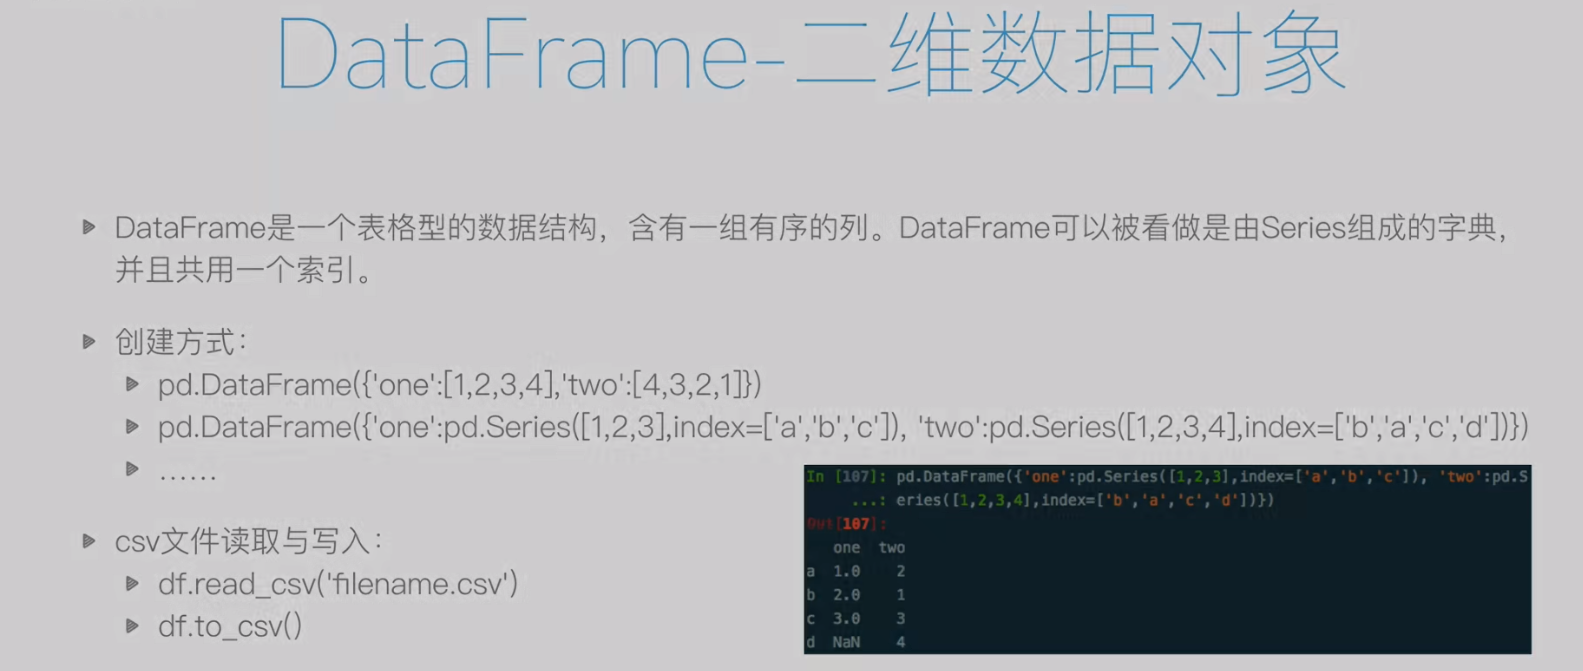 DataFrame-二维数据对象
DataFrame是一个表格型的数据结构，含有一组有序的列。DataFrame可以被看做是由Series组成的字典，
并且共用一个索引。
创建方式：
pd.DataFrame({'one':[1,2,3,4],'two':[4,3,2,1]})
pd.DataFrame({'one':pd.Series([1,2,3],index=['a','b','c']), 'two':pd.Series([1,2,3,4],index=['b','a','c','d'])})
……
csv文件读取与写入：
df.read_csv('filename.csv')
df.to_csv()
In [107]: pd.DataFrame({'one':pd.Series([1,2,3],index=['a','b','c']), 'two':pd.S
...: eries([1,2,3,4],index=['b','a','c','d'])})
Out[107]:
one two
a 1.0 2
b 2.0 1
c 3.0 3
d NaN 4